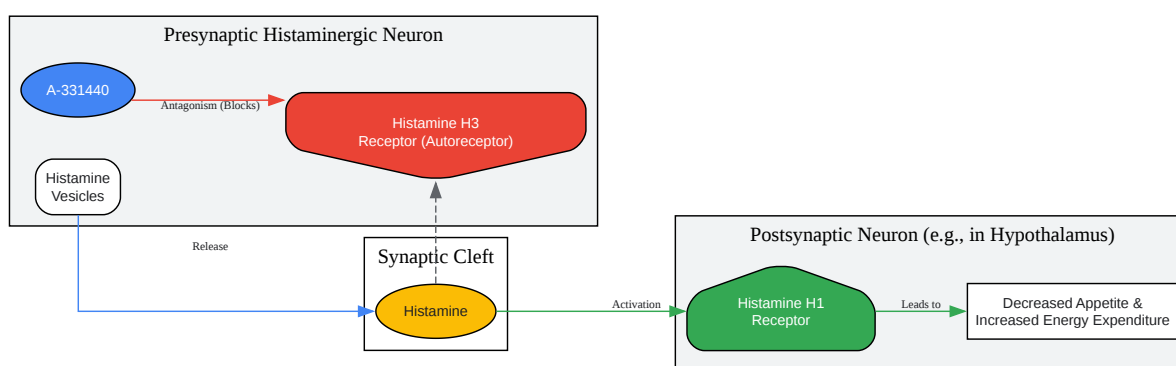 Presynaptic Histaminergic Neuron
A-331440
Antagonism (Blocks)
Histamine H3
Receptor (Autoreceptor)
Histamine
Vesicles
Release
Synaptic Cleft
Histamine
Activation
Postsynaptic Neuron (e.g., in Hypothalamus)
Histamine H1
Receptor
Leads to
Decreased Appetite &
Increased Energy Expenditure